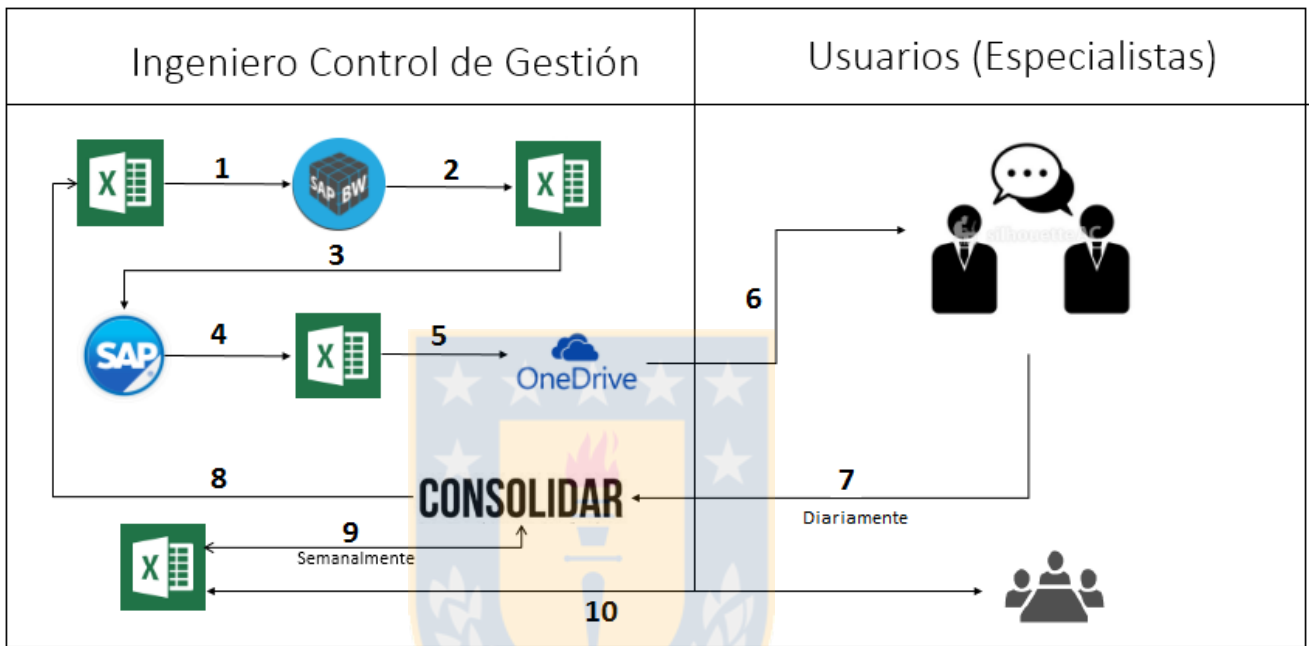 Ingeniero Control de Gestión
Usuarios (Especialistas)
X
1
SAP BW
2
X
3
SAP
4
X
5
OneDrive
6
silhouetteAC
8
CONSOLIDAR
7
Diariamente
9
Semanalmente
X
10